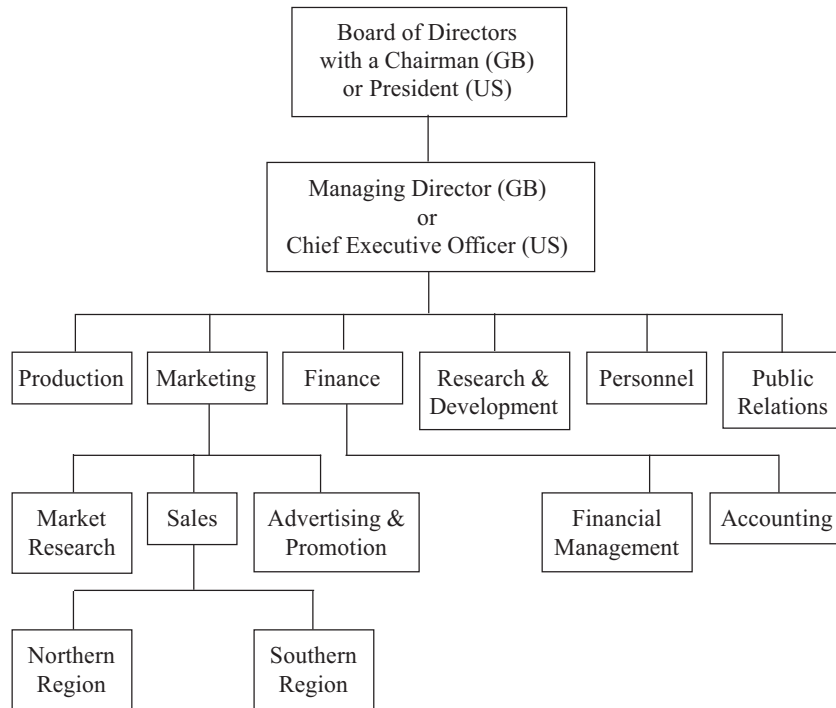 Board of Directors
with a Chairman (GB)
or President (US)
Managing Director (GB)
or
Chief Executive Officer (US)
Production
Marketing
Finance
Research &
Development
Personnel
Public
Relations
Market
Research
Sales
Advertising &
Promotion
Financial
Management
Accounting
Northern
Region
Southern
Region